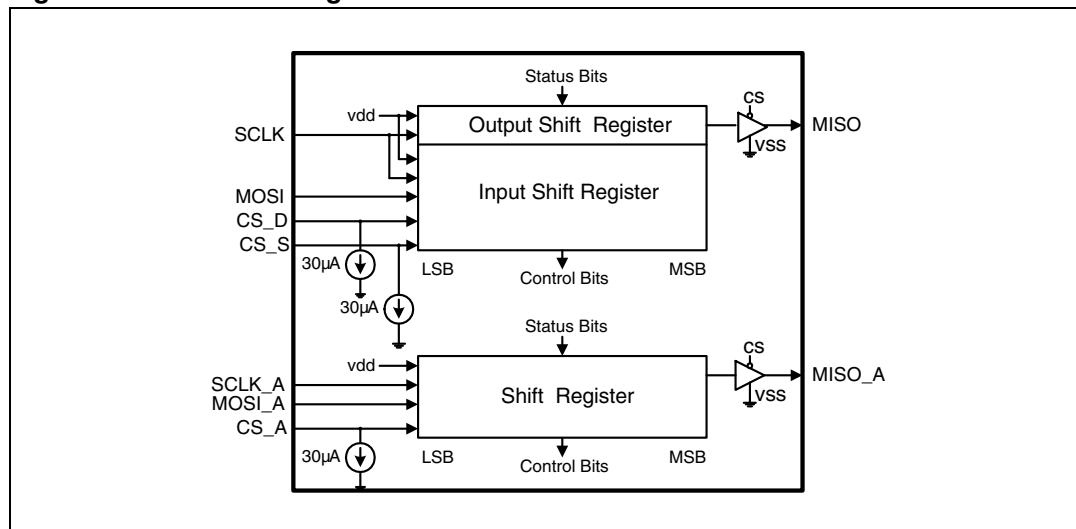 Status Bits
vdd
CS
SCLK
Output Shift Register
MISO
VSS
MOSI
Input Shift Register
CS_D
CS_S
30µA
LSB
MSB
Control Bits
30µA
Status Bits
vdd
CS
SCLK_A
MISO_A
MOSI_A
Shift Register
VSS
CS_A
30µA
LSB
MSB
Control Bits